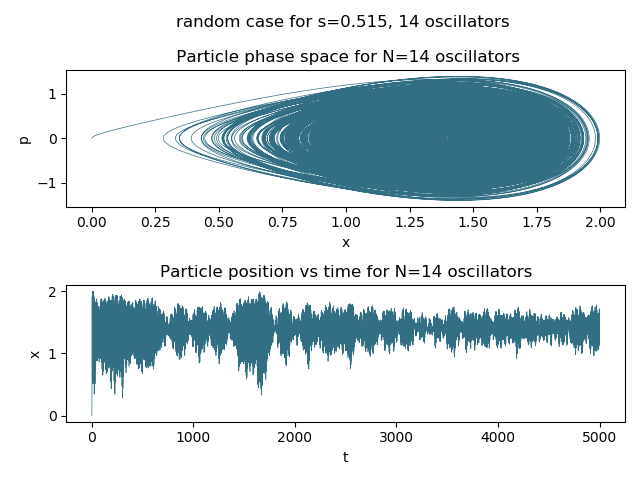 random case for s=0.515, 14 oscillators
Particle phase space for N=14 oscillators
1
0
−1
p
0.00 0.25 0.50 0.75 1.00 1.25 1.50 1.75 2.00
x
Particle position vs time for N=14 oscillators
2
1
0
x
0 1000 2000 3000 4000 5000
t